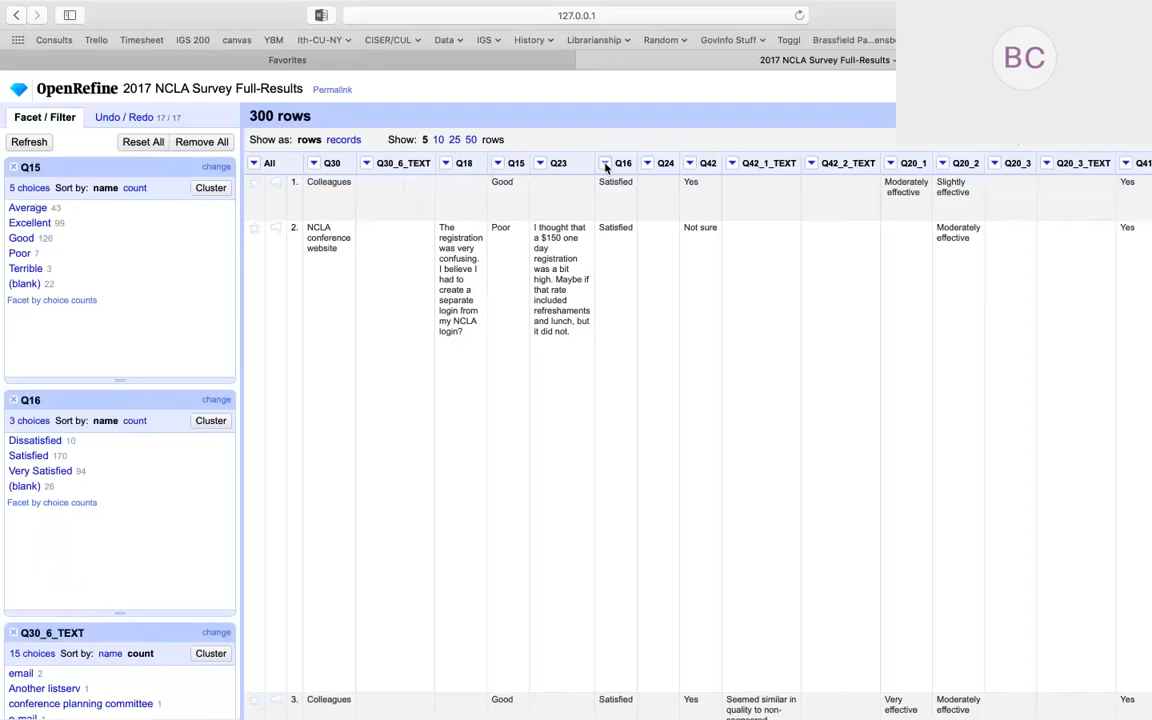 127.0.0.1
Consults Trello Timesheet IGS 200 canvas YBM lth-CU-NY CISER/CUL Data IGS History Librarianship Random GovInfo Stuff Toggl Brassfield Pa...ensb
Favorites 2017 NCLA Survey Full-Results -
BC
OpenRefine 2017 NCLA Survey Full-Results Permalink
Facet / Filter Undo / Redo 17 / 17
Refresh Reset All Remove All
Q15 change
5 choices Sort by: name count Cluster
Average 43
Excellent 99
Good 126
Poor 7
Terrible 3
(blank) 22
Facet by choice counts
Q16 change
3 choices Sort by: name count Cluster
Dissatisfied 10
Satisfied 170
Very Satisfied 94
(blank) 26
Facet by choice counts
Q30_6_TEXT change
15 choices Sort by: name count Cluster
email 2
Another listserv 1
conference planning committee 1
e-mail
300 rows
Show as: rows records Show: 5 10 25 50 rows
All Q30 Q30_6_TEXT Q18 Q15 Q23 Q16 Q24 Q42 Q42_1_TEXT Q42_2_TEXT Q20_1 Q20_2 Q20_3 Q20_3_TEXT Q41
1. Colleagues Good Satisfied Yes Moderately Slightly Yes
effective effective
2. NCLA The Poor I thought that Satisfied Not sure Moderately Yes
conference registration a $150 one effective
website was very day
confusing. registration
I believe I was a bit
had to high. Maybe if
create a that rate
separate included
login from refreshaments
my NCLA and lunch, but
login? it did not.
3. Colleagues Good Satisfied Yes Seemed similar in Very Moderately Yes
quality to non- effective effective